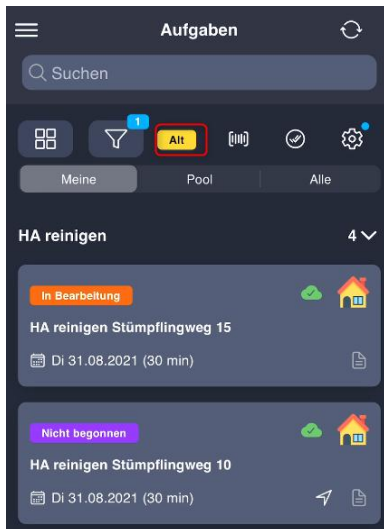 Aufgaben
Suchen
1
Alt
Meine Pool Alle
HA reinigen 4
In Bearbeitung
HA reinigen Stümpflingweg 15
Di 31.08.2021 (30 min)
Nicht begonnen
HA reinigen Stümpflingweg 10
Di 31.08.2021 (30 min)